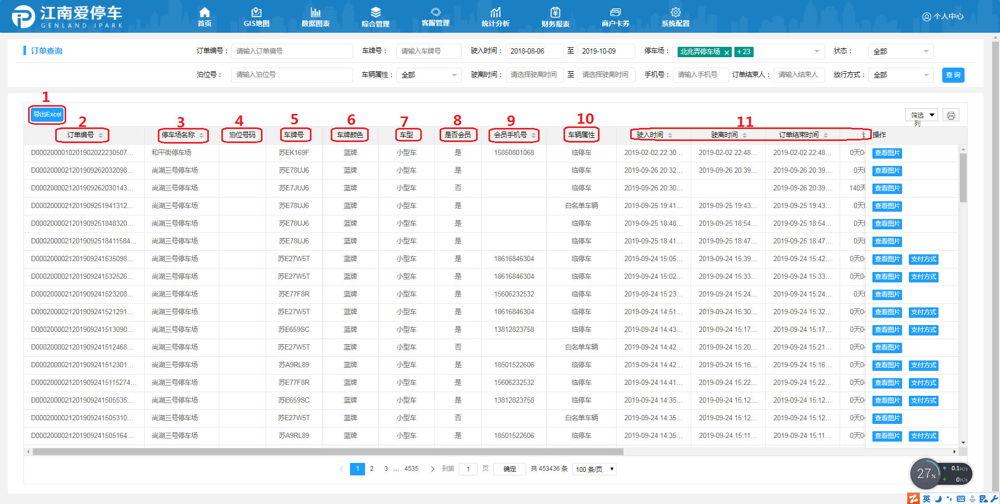 江南爱停车
GENLAND IPARK
首页 GIS地图 数据图表 综合管理 客服管理 统计分析 财务报表 商户卡券 系统配置 个人中心
订单查询 订单编号： 请输入订单编号 车牌号： 请输入车牌号 驶入时间： 2018-08-06 至 2019-10-09 停车场： 北兆弄停车场 × + 23 状态： 全部
泊位号： 请输入泊位号 车辆属性： 全部 驶离时间： 请选择驶离时间 至 请选择驶离时间 手机号： 请输入手机号 订单结束人： 请输入结束人 放行方式： 全部 查 询
1
导出Excel 筛选列
2 3 4 5 6 7 8 9 10 11
订单编号 停车场名称 泊位号码 车牌号 车牌颜色 车型 是否会员 会员手机号 车辆属性 驶入时间 驶离时间 订单结束时间 操作
D0002000010201902022230507... 和平街停车场 苏EK169F 蓝牌 小型车 是 15850801068 临停车 2019-02-02 22:30... 2019-02-02 22:48... 2019-02-02 22:48... 0天0 查看图片
D0002000021201909262032098... 尚湖三号停车场 苏E78UJ6 蓝牌 小型车 是 临停车 2019-09-26 20:32... 2019-09-26 20:39... 2019-09-26 20:39... 0天0 查看图片
D0002000021201909262030143... 尚湖三号停车场 苏E7JUJ6 蓝牌 小型车 否 临停车 2019-09-26 20:30... 2019-09-26 20:39... 140天 查看图片
D0002000021201909251941312... 尚湖三号停车场 苏E78UJ6 蓝牌 小型车 是 白名单车辆 2019-09-25 19:41... 2019-09-25 19:43... 2019-09-25 19:43... 0天0 查看图片
D0002000021201909251848320... 尚湖三号停车场 苏E78UJ6 蓝牌 小型车 是 临停车 2019-09-25 18:48... 2019-09-25 18:54... 2019-09-25 18:54... 0天0 查看图片
D00020000212019092518411584... 尚湖三号停车场 苏E78UJ6 蓝牌 小型车 是 临停车 2019-09-25 18:41... 2019-09-25 18:47... 2019-09-25 18:47... 0天0 查看图片
D0002000021201909241535098... 尚湖三号停车场 苏E27W5T 蓝牌 小型车 是 18616846304 临停车 2019-09-24 15:05... 2019-09-24 15:39... 2019-09-24 15:42... 0天0 查看图片 支付方式
D0002000021201909241532526... 尚湖三号停车场 苏E27W5T 蓝牌 小型车 是 18616846304 临停车 2019-09-24 15:02... 2019-09-24 15:33... 2019-09-24 15:33... 0天0 查看图片 支付方式
D0002000021201909241523208... 尚湖三号停车场 苏E77F8R 蓝牌 小型车 是 15606232532 临停车 2019-09-24 15:23... 2019-09-24 15:24... 2019-09-24 15:24... 0天0 查看图片
D0002000021201909241521291... 尚湖三号停车场 苏E27W5T 蓝牌 小型车 是 18616846304 临停车 2019-09-24 14:51... 2019-09-24 15:30... 2019-09-24 15:32... 0天0 查看图片 支付方式
D0002000021201909241513090... 尚湖三号停车场 苏E659SC 蓝牌 小型车 是 13812823758 临停车 2019-09-24 14:43... 2019-09-24 15:17... 2019-09-24 15:17... 0天0 查看图片 支付方式
D0002000021201909241512468... 尚湖三号停车场 苏E27W5T 蓝牌 小型车 否 白名单车辆 2019-09-24 14:42... 2019-09-24 15:20... 2019-09-24 15:21... 0天0 查看图片
D0002000021201909241512301... 尚湖三号停车场 苏A9RL89 蓝牌 小型车 是 18501522606 临停车 2019-09-24 14:42... 2019-09-24 15:16... 2019-09-24 15:16... 0天0 查看图片 支付方式
D00020000212019092415115274... 尚湖三号停车场 苏E77F8R 蓝牌 小型车 是 15606232532 临停车 2019-09-24 14:41... 2019-09-24 15:22... 2019-09-24 15:22... 0天0 查看图片 支付方式
D0002000021201909241505535... 尚湖三号停车场 苏E659SC 蓝牌 小型车 是 13812823758 临停车 2019-09-24 14:35... 2019-09-24 15:12... 2019-09-24 15:12... 0天0 查看图片 支付方式
D0002000021201909241505310... 尚湖三号停车场 苏E27W5T 蓝牌 小型车 否 白名单车辆 2019-09-24 14:35... 2019-09-24 15:12... 2019-09-24 15:12... 0天0 查看图片
D0002000021201909241505164... 尚湖三号停车场 苏A9RL89 蓝牌 小型车 是 18501522606 临停车 2019-09-24 14:35... 2019-09-24 15:11... 2019-09-24 15:11... 0天0 查看图片 支付方式
1 2 3 ... 4535 到第 1 页 确定 共 453436 条 100 条/页
27% 0.1K/s
0K/s
英